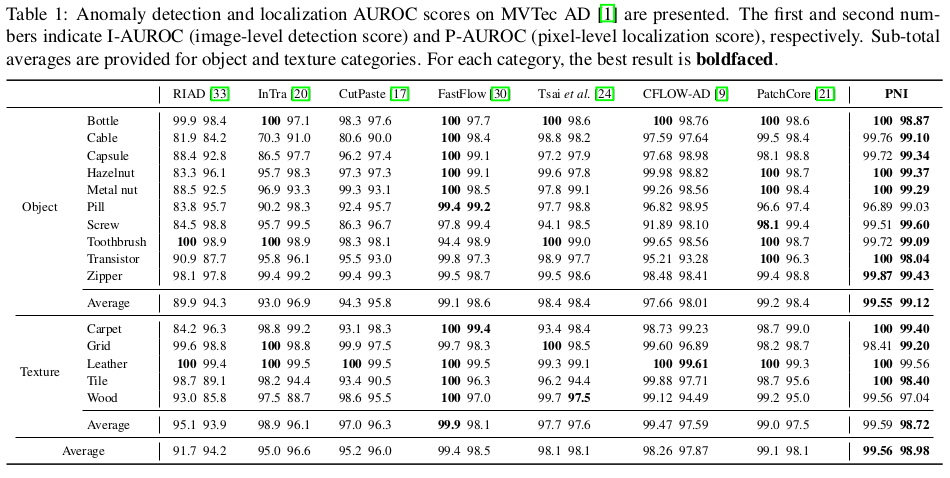 Table 1: Anomaly detection and localization AUROC scores on MVTec AD [1] are presented. The first and second num-
bers indicate I-AUROC (image-level detection score) and P-AUROC (pixel-level localization score), respectively. Sub-total
averages are provided for object and texture categories. For each category, the best result is boldfaced.
RIAD [33] InTra [20] CutPaste [17] FastFlow [30] Tsai et al. [24] CFLOW-AD [9] PatchCore [21] PNI
Bottle 99.9 98.4 100 97.1 98.3 97.6 100 97.7 100 98.6 100 98.76 100 98.6 100 98.87
Cable 81.9 84.2 70.3 91.0 80.6 90.0 100 98.4 98.8 98.2 97.59 97.64 99.5 98.4 99.76 99.10
Capsule 88.4 92.8 86.5 97.7 96.2 97.4 100 99.1 97.2 97.9 97.68 98.98 98.1 98.8 99.72 99.34
Hazelnut 83.3 96.1 95.7 98.3 97.3 97.3 100 99.1 99.6 97.8 99.98 98.82 100 98.7 100 99.37
Metal nut 88.5 92.5 96.9 93.3 99.3 93.1 100 98.5 97.8 99.1 99.26 98.56 100 98.4 100 99.29
Object
Pill 83.8 95.7 90.2 98.3 92.4 95.7 99.4 99.2 97.7 98.8 96.82 98.95 96.6 97.4 96.89 99.03
Screw 84.5 98.8 95.7 99.5 86.3 96.7 97.8 99.4 94.1 98.5 91.89 98.10 98.1 99.4 99.51 99.60
Toothbrush 100 98.9 100 98.9 98.3 98.1 94.4 98.9 100 99.0 99.65 98.56 100 98.7 99.72 99.09
Transistor 90.9 87.7 95.8 96.1 95.5 93.0 99.8 97.3 98.9 97.7 95.21 93.28 100 96.3 100 98.04
Zipper 98.1 97.8 99.4 99.2 99.4 99.3 99.5 98.7 99.5 98.6 98.48 98.41 99.4 98.8 99.87 99.43
Average 89.9 94.3 93.0 96.9 94.3 95.8 99.1 98.6 98.4 98.4 97.66 98.01 99.2 98.4 99.55 99.12
Carpet 84.2 96.3 98.8 99.2 93.1 98.3 100 99.4 93.4 98.4 98.73 99.23 98.7 99.0 100 99.40
Grid 99.6 98.8 100 98.8 99.9 97.5 99.7 98.3 100 98.5 99.60 96.89 98.2 98.7 98.41 99.20
Leather 100 99.4 100 99.5 100 99.5 100 99.5 99.3 99.1 100 99.61 100 99.3 100 99.56
Texture
Tile 98.7 89.1 98.2 94.4 93.4 90.5 100 96.3 96.2 94.4 99.88 97.71 98.7 95.6 100 98.40
Wood 93.0 85.8 97.5 88.7 98.6 95.5 100 97.0 99.7 97.5 99.12 94.49 99.2 95.0 99.56 97.04
Average 95.1 93.9 98.9 96.1 97.0 96.3 99.9 98.1 97.7 97.6 99.47 97.59 99.0 97.5 99.59 98.72
Average 91.7 94.2 95.0 96.6 95.2 96.0 99.4 98.5 98.1 98.1 98.26 97.87 99.1 98.1 99.56 98.98